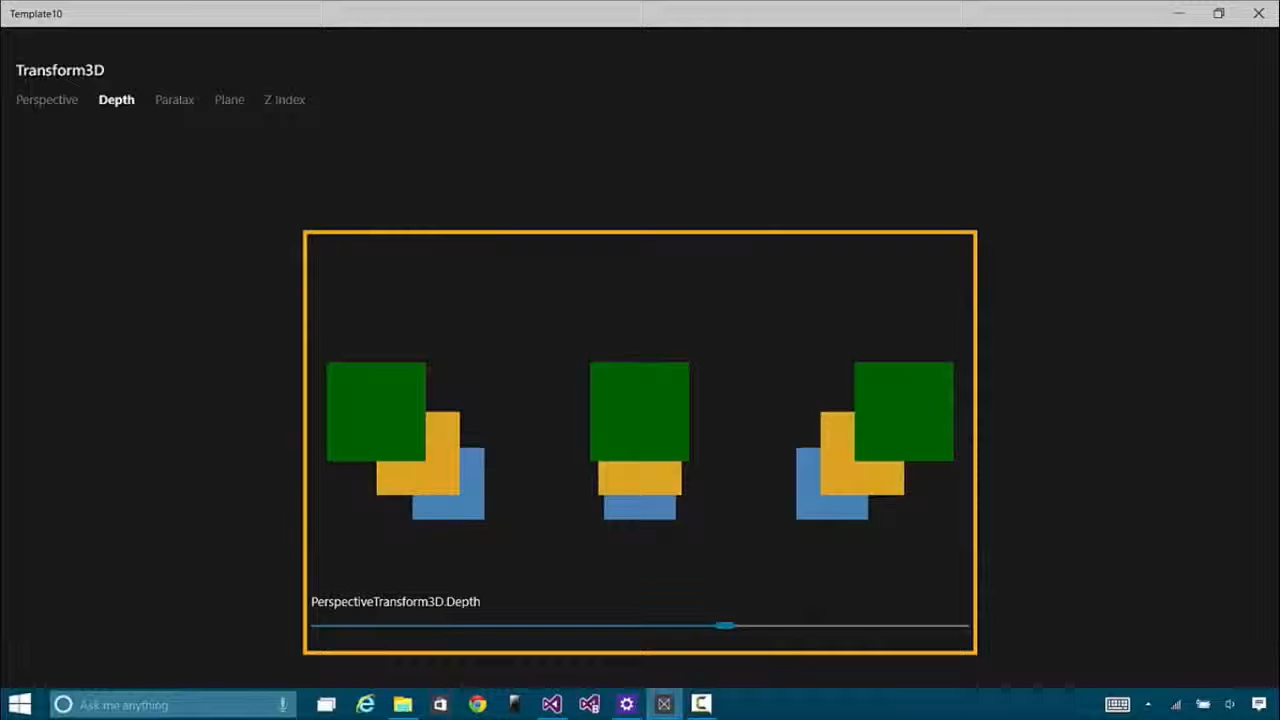 Template10
Transform3D
Perspective Depth Paralax Plane Z Index
PerspectiveTransform3D.Depth
Ask me anything